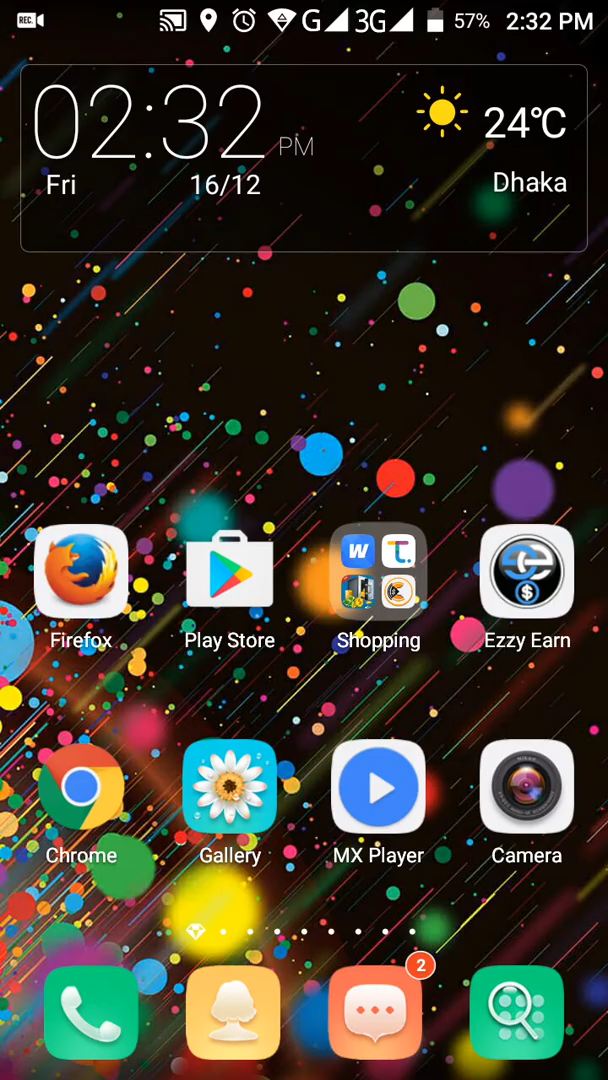 REC. G 3G 57% 2:32 PM
02:32 PM
24℃
Fri 16/12
Dhaka
Firefox Play Store Shopping Ezzy Earn
Chrome Gallery MX Player Camera
2